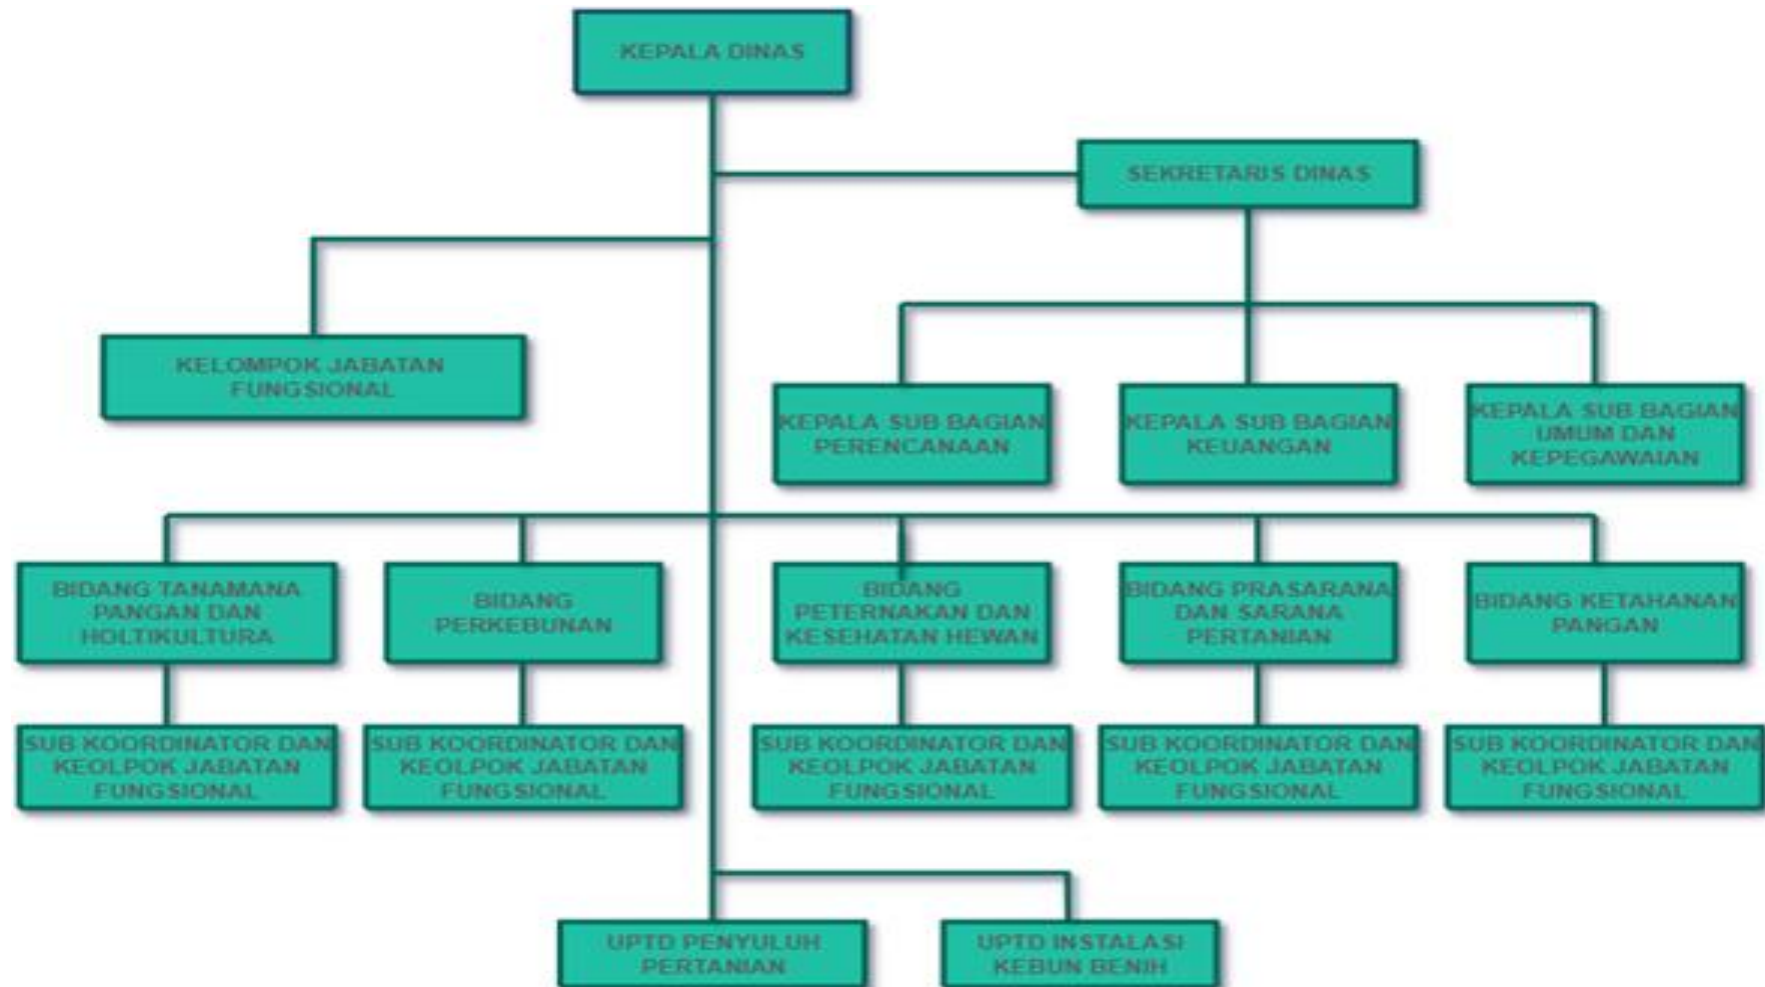 KEPALA DINAS
SEKRETARIS DINAS
KELOMPOK JABATAN
FUNGSIONAL
KEPALA SUB BAGIAN
PERENCANAAN
KEPALA SUB BAGIAN
KEUANGAN
KEPALA SUB BAGIAN
UMUM DAN
KEPEGAWAIAN
BIDANG TANAMANA
PANGAN DAN
HOLTIKULTURA
BIDANG
PERKEBUNAN
BIDANG
PETERNAKAN DAN
KESEHATAN HEWAN
BIDANG PRASARANA
DAN SARANA
PERTANIAN
BIDANG KETAHANAN
PANGAN
SUB KOORDINATOR DAN
KEOLPOK JABATAN
FUNGSIONAL
SUB KOORDINATOR DAN
KEOLPOK JABATAN
FUNGSIONAL
SUB KOORDINATOR DAN
KEOLPOK JABATAN
FUNGSIONAL
SUB KOORDINATOR DAN
KEOLPOK JABATAN
FUNGSIONAL
SUB KOORDINATOR DAN
KEOLPOK JABATAN
FUNGSIONAL
UPTD PENYULUH
PERTANIAN
UPTD INSTALASI
KEBUN BENIH